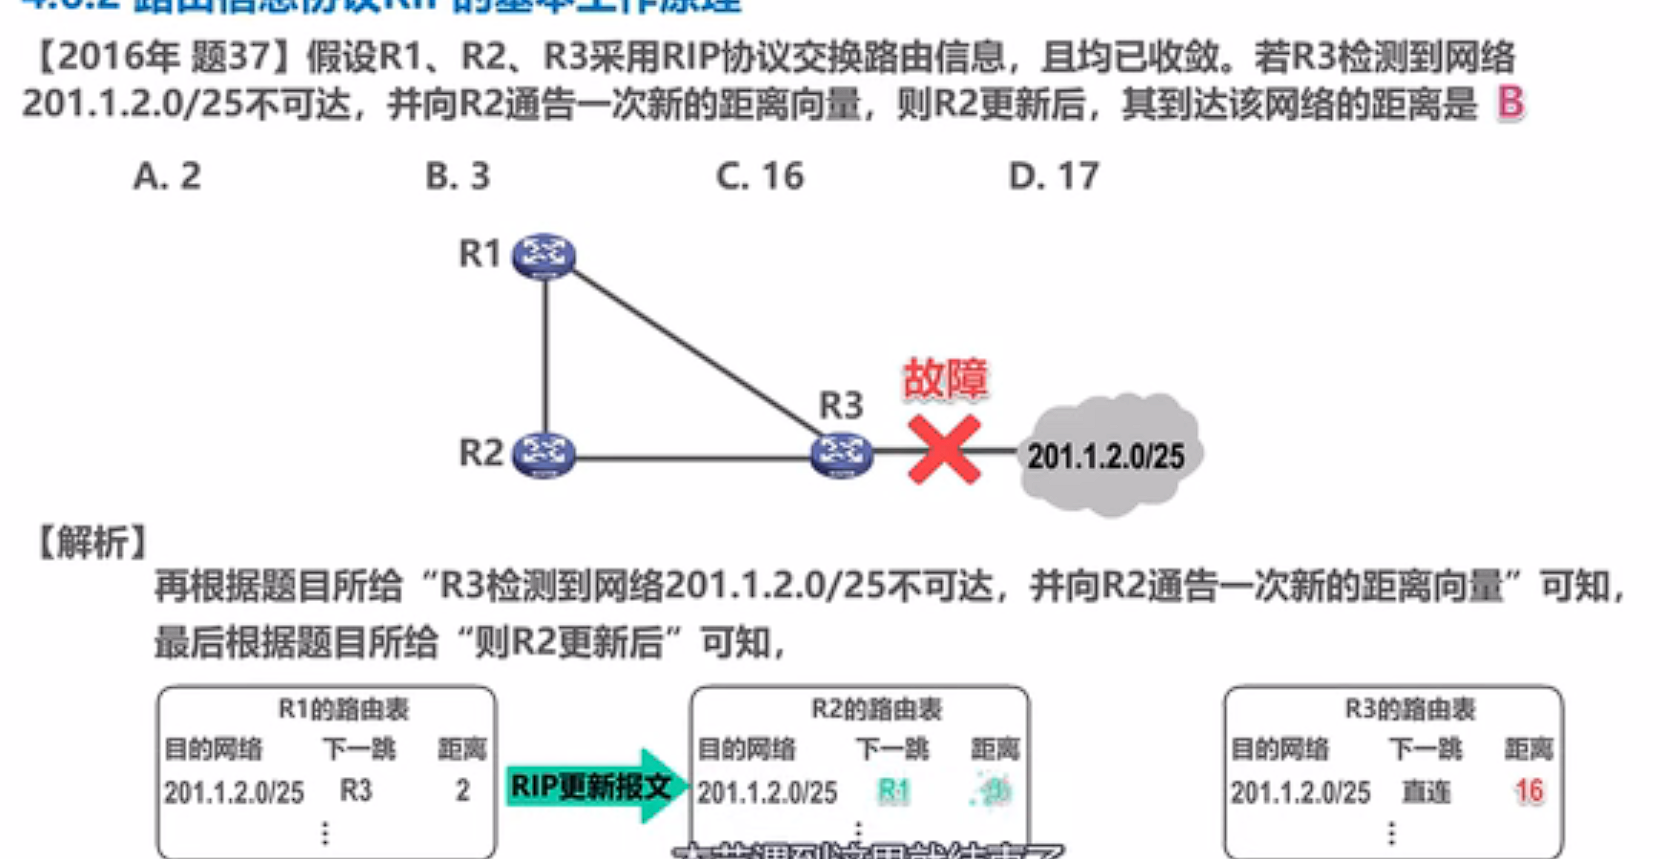 4.6.2 路由信息协议RIP的基本工作原理
【2016年 题37】假设R1、R2、R3采用RIP协议交换路由信息，且均已收敛。若R3检测到网络
201.1.2.0/25不可达，并向R2通告一次新的距离向量，则R2更新后，其到达该网络的距离是 B
A. 2 B. 3 C. 16 D. 17
R1
故障
R3
R2
201.1.2.0/25
【解析】
再根据题目所给“R3检测到网络201.1.2.0/25不可达，并向R2通告一次新的距离向量”可知，
最后根据题目所给“则R2更新后”可知，
R1的路由表 R2的路由表 R3的路由表
目的网络 下一跳 距离 目的网络 下一跳 距离 目的网络 下一跳 距离
201.1.2.0/25 R3 2 RIP更新报文 201.1.2.0/25 R1 201.1.2.0/25 直连 16
⋮ ⋮ ⋮
本节课到这里就结束了